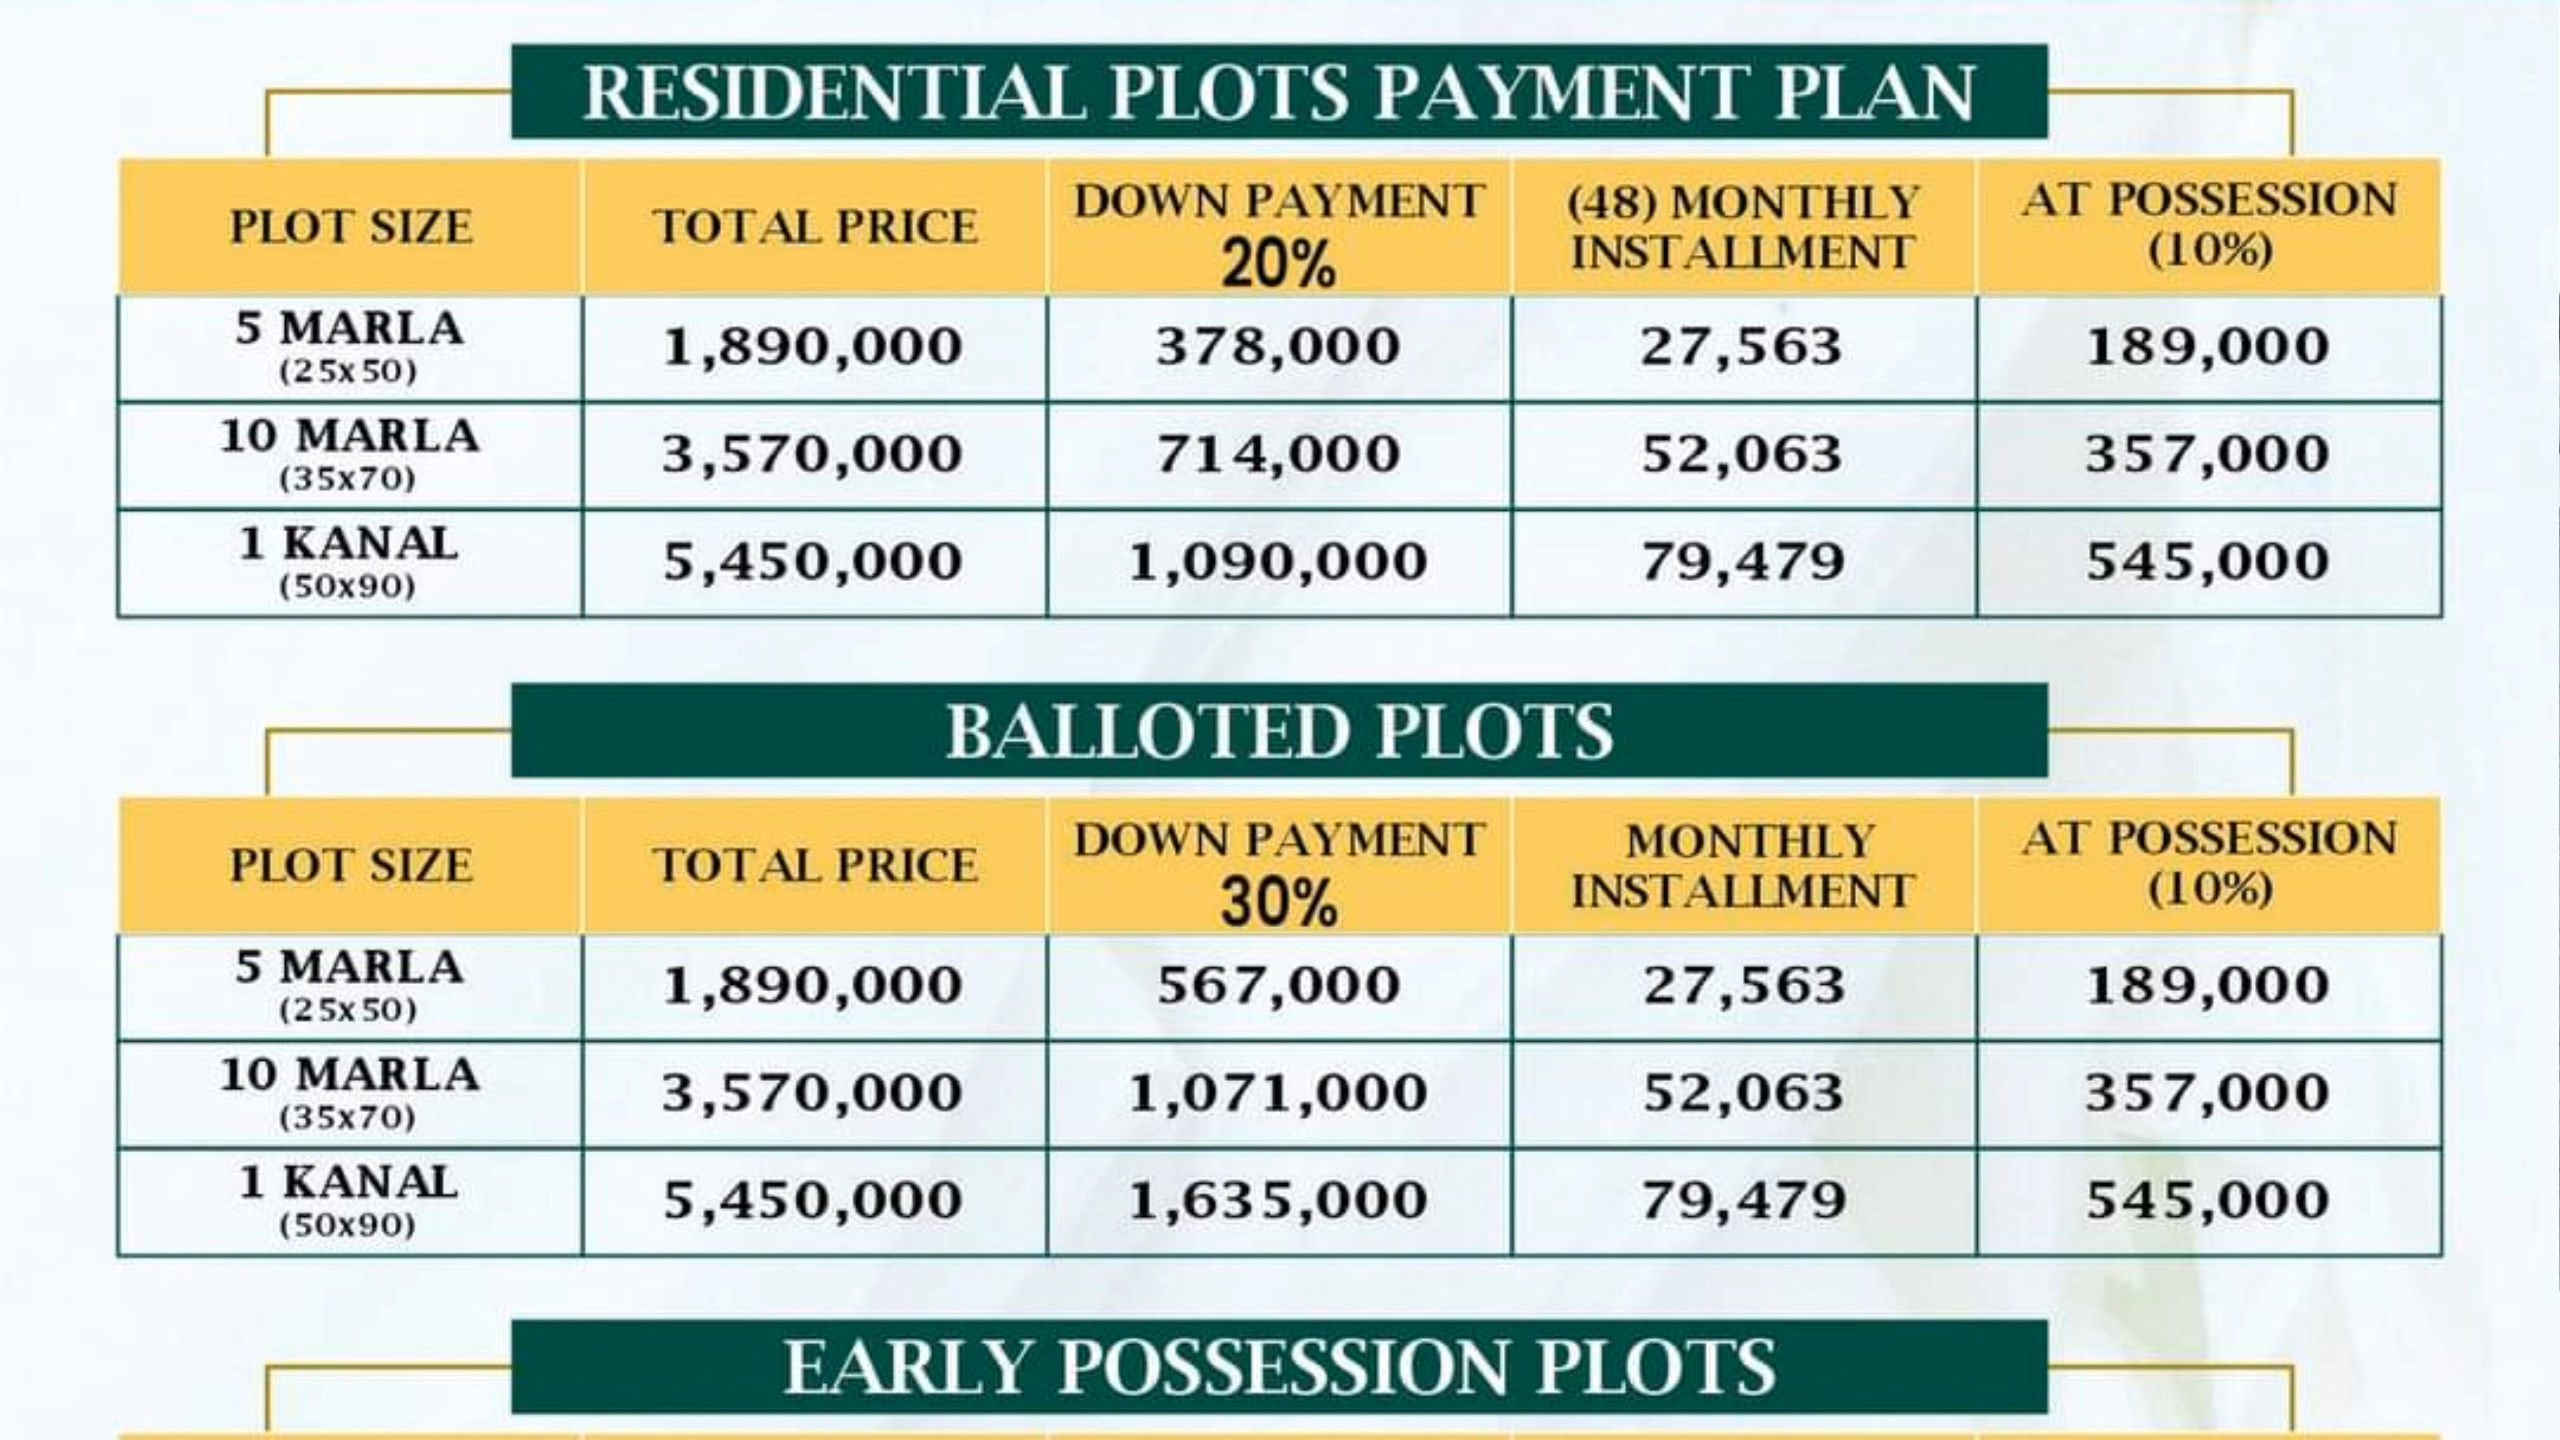 RESIDENTIAL PLOTS PAYMENT PLAN
PLOT SIZE TOTAL PRICE DOWN PAYMENT 20% (48) MONTHLY INSTALLMENT AT POSSESSION (10%)
5 MARLA (25x50) 1,890,000 378,000 27,563 189,000
10 MARLA (35x70) 3,570,000 714,000 52,063 357,000
1 KANAL (50x90) 5,450,000 1,090,000 79,479 545,000
BALLOTED PLOTS
PLOT SIZE TOTAL PRICE DOWN PAYMENT 30% MONTHLY INSTALLMENT AT POSSESSION (10%)
5 MARLA (25x50) 1,890,000 567,000 27,563 189,000
10 MARLA (35x70) 3,570,000 1,071,000 52,063 357,000
1 KANAL (50x90) 5,450,000 1,635,000 79,479 545,000
EARLY POSSESSION PLOTS